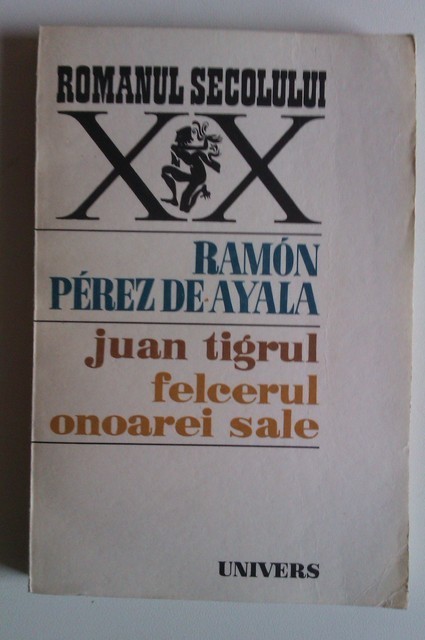 ROMANUL SECOLULUI
XX
RAMÓN
PÉREZ DE AYALA
juan tigrul
felcerul
onoarei sale
UNIVERS